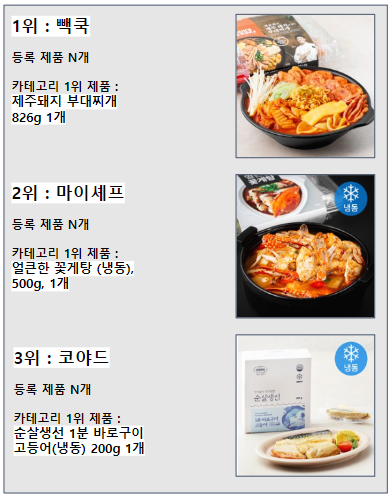 1위 : 빽쿡
등록 제품 N개
카테고리 1위 제품 :
제주돼지 부대찌개
826g 1개
2위 : 마이셰프
냉동
등록 제품 N개
카테고리 1위 제품 :
얼큰한 꽃게탕 (냉동),
500g, 1개
3위 : 코야드
냉동
등록 제품 N개
카테고리 1위 제품 :
순살생선 1분 바로구이
고등어(냉동) 200g 1개
순살생선